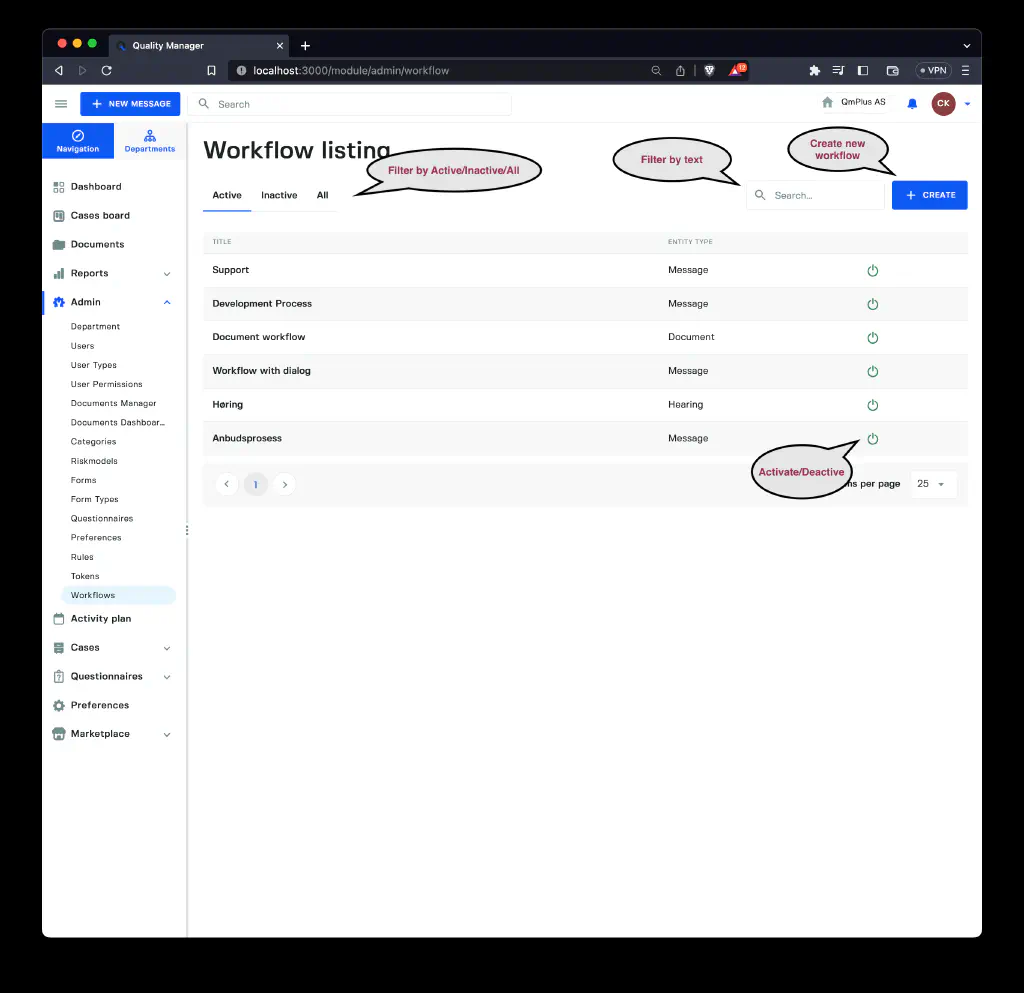 Quality Manager
localhost:3000/module/admin/workflow
12
VPN
NEW MESSAGE
Search
QmPlus AS
CK
Navigation
Departments
Workflow listing
Filter by Active/Inactive/All
Filter by text
Create new
workflow
Active
Inactive
All
Search...
CREATE
Dashboard
Cases board
Documents
Reports
Admin
Department
Users
User Types
User Permissions
Documents Manager
Documents Dashboar...
Categories
Riskmodels
Forms
Form Types
Questionnaires
Preferences
Rules
Tokens
Workflows
Activity plan
Cases
Questionnaires
Preferences
Marketplace
TITLE ENTITY TYPE
Support Message
Development Process Message
Document workflow Document
Workflow with dialog Message
Høring Hearing
Anbudsprosess Message
Activate/Deactive
1
per page
25